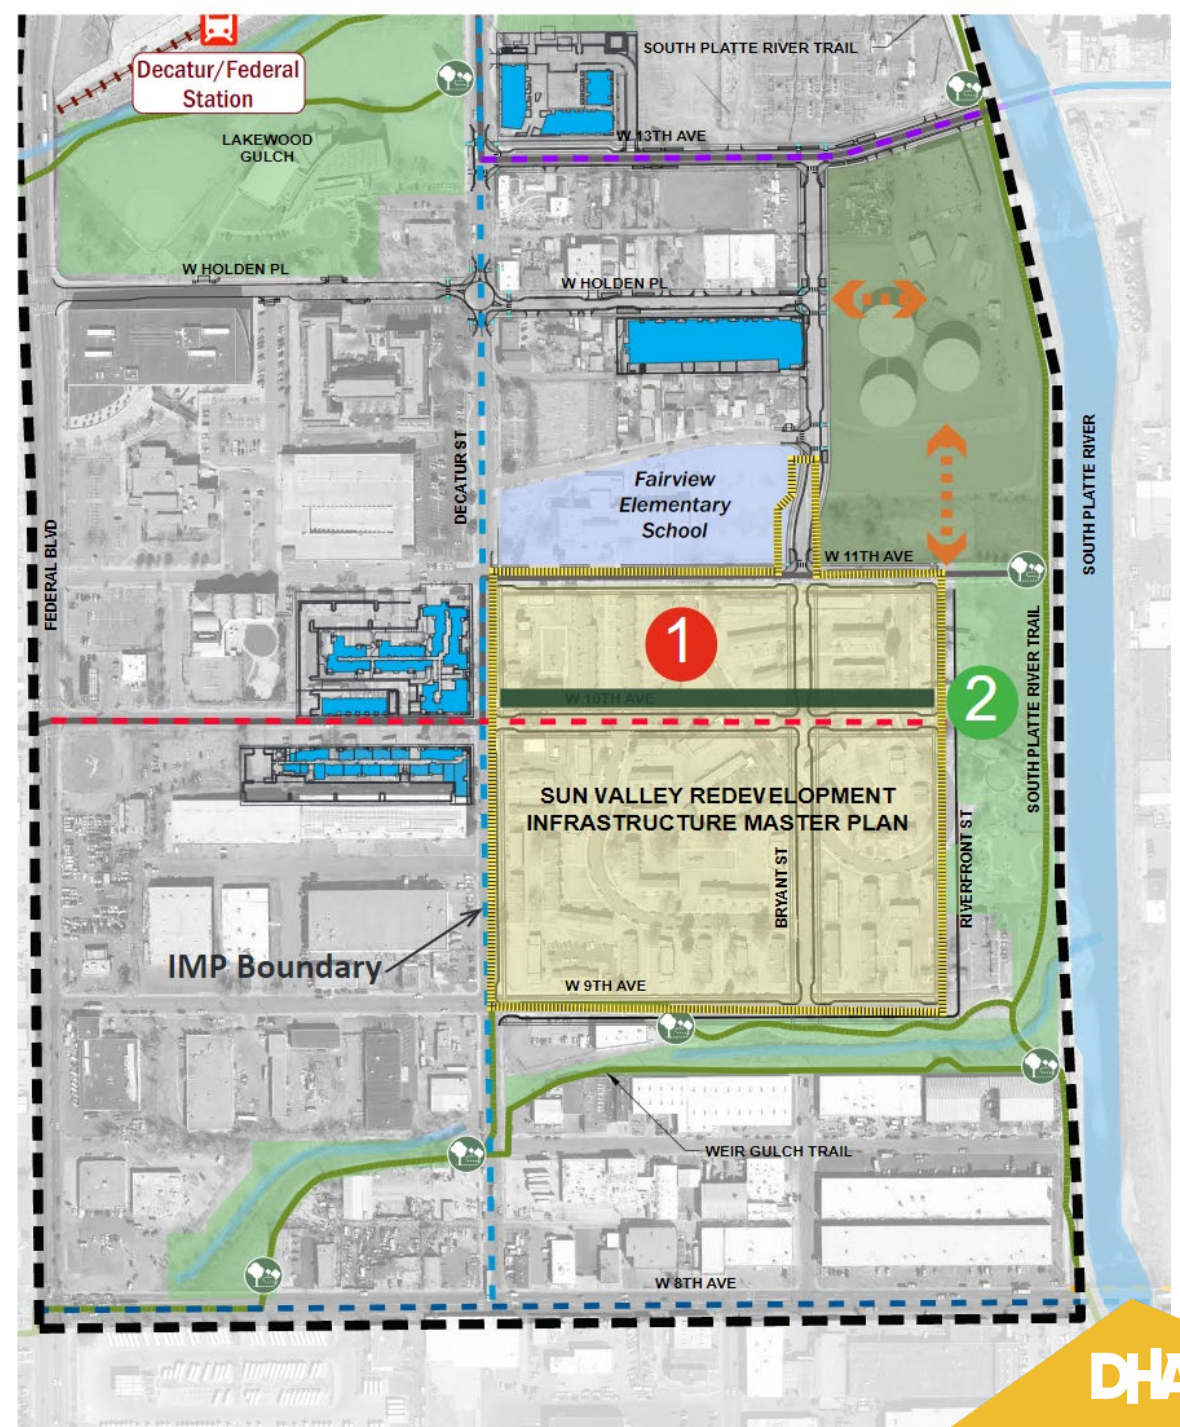 SOUTH PLATTE RIVER TRAIL
Decatur/Federal
Station
W 13TH AVE
LAKEWOOD
GULCH
W HOLDEN PL
W HOLDEN PL
DECATUR ST
FEDERAL BLVD
SOUTH PLATTE RIVER
Fairview
Elementary
School
W 11TH AVE
1
W 10TH AVE
2
SOUTH PLATTE RIVER TRAIL
SUN VALLEY REDEVELOPMENT
INFRASTRUCTURE MASTER PLAN
BRYANT ST
RIVERFRONT ST
IMP Boundary
W 9TH AVE
WEIR GULCH TRAIL
W 8TH AVE
DHA